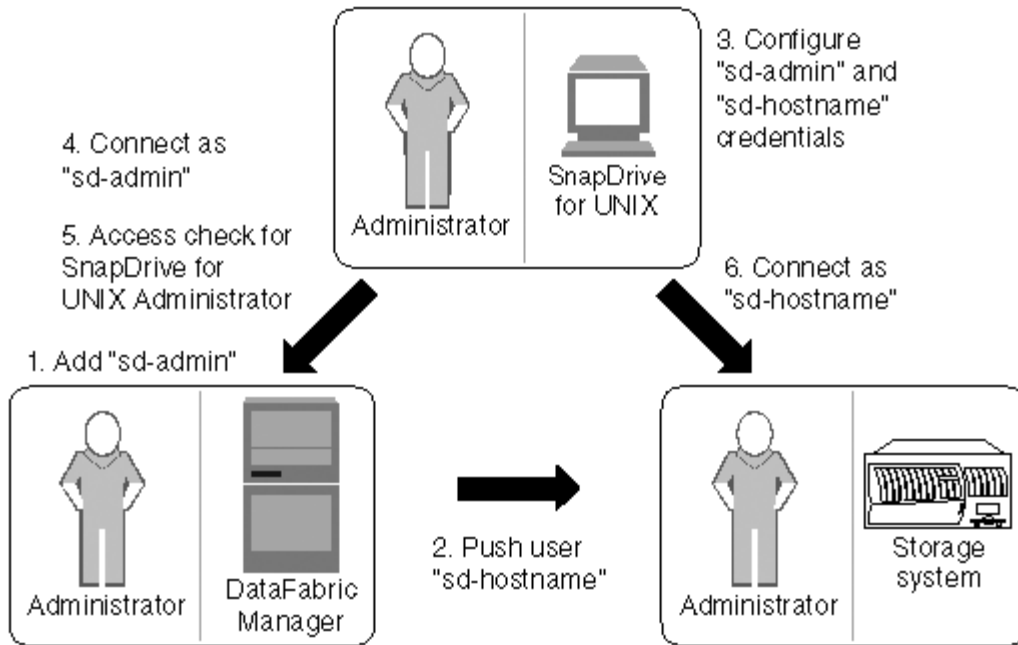 3. Configure
"sd-admin" and
"sd-hostname"
credentials
4. Connect as
"sd-admin"
SnapDrive
for UNIX
Administrator
5. Access check for
SnapDrive for
UNIX Administrator
6. Connect as
"sd-hostname"
1. Add "sd-admin"
2. Push user
"sd-hostname"
Administrator
DataFabric
Manager
Administrator
Storage
system